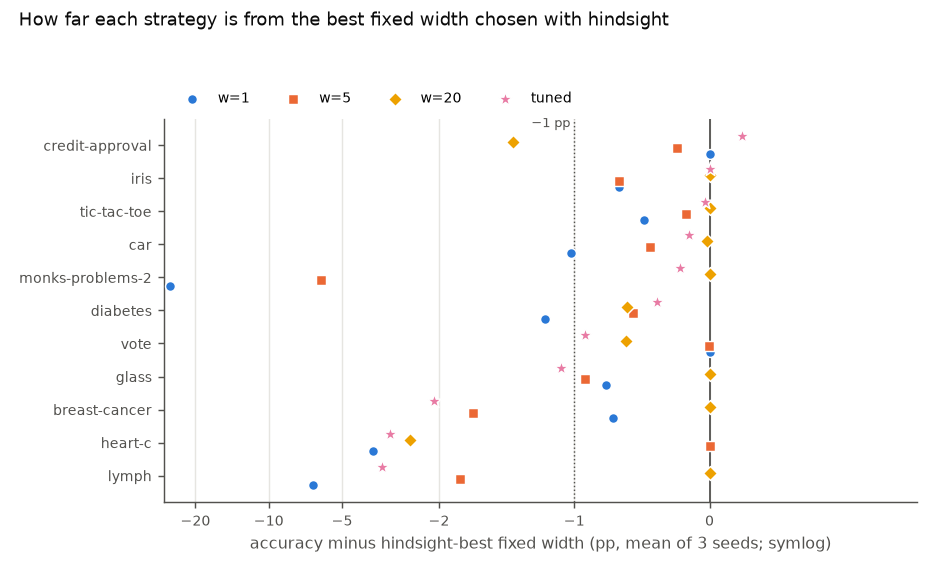 How far each strategy is from the best fixed width chosen with hindsight
w=1 w=5 w=20 tuned
−1 pp
credit-approval
iris
tic-tac-toe
car
monks-problems-2
diabetes
vote
glass
breast-cancer
heart-c
lymph
−20 −10 −5 −2 −1 0
accuracy minus hindsight-best fixed width (pp, mean of 3 seeds; symlog)